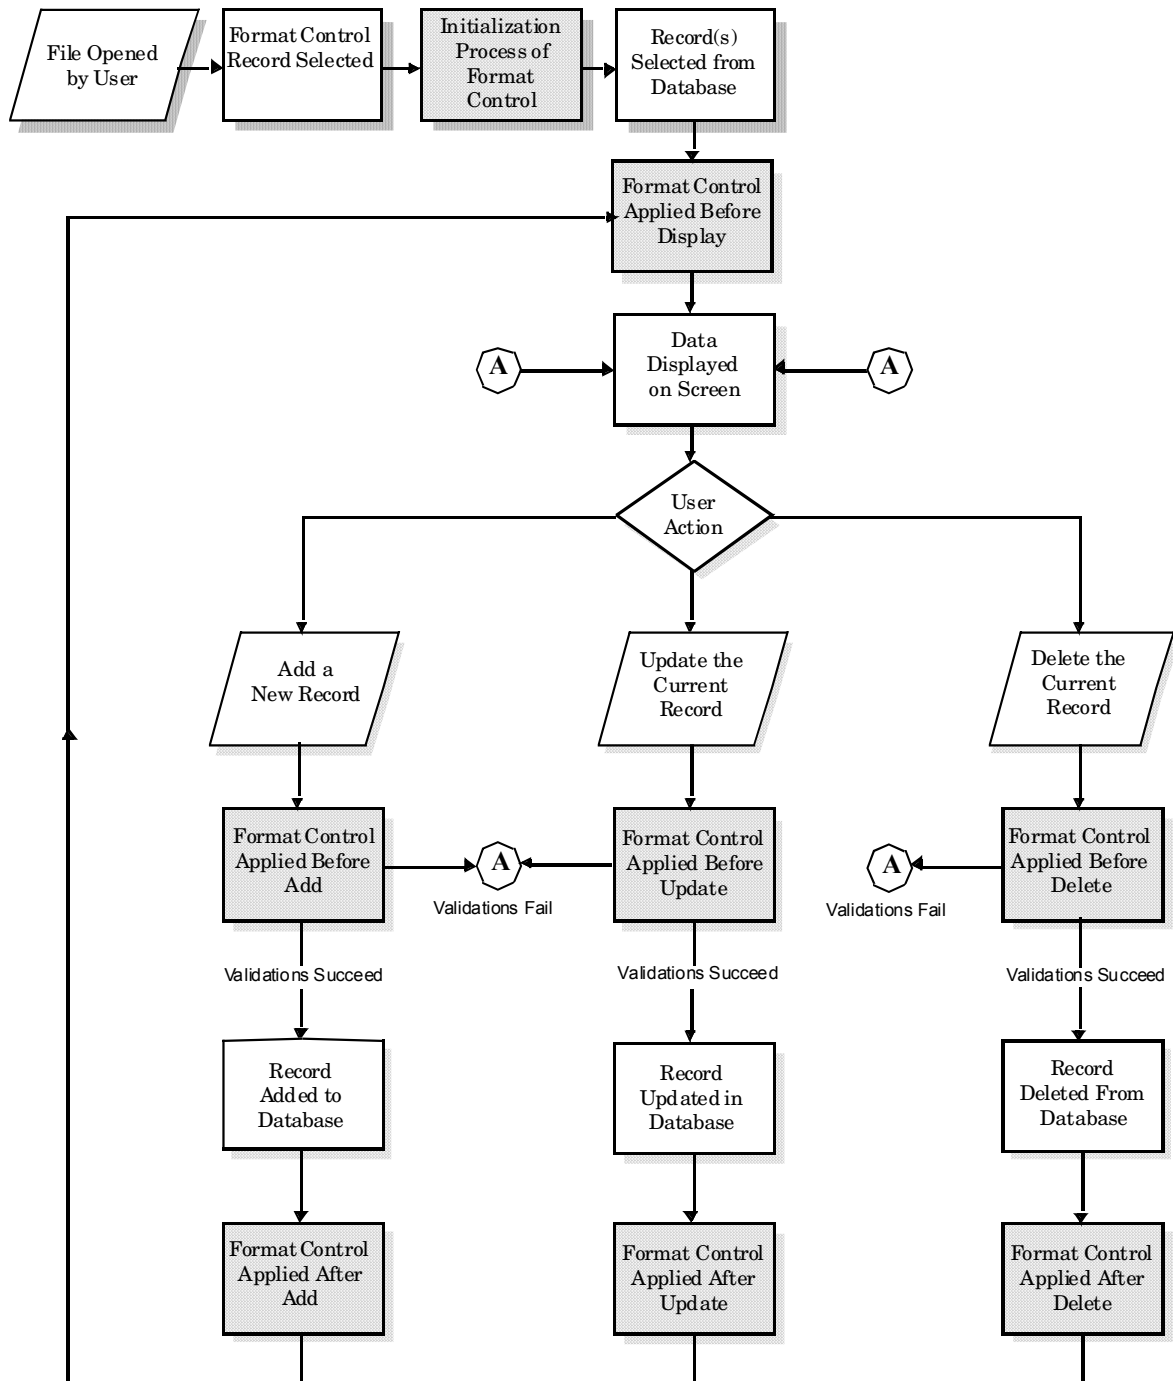 File Opened
by User
Format Control
Record Selected
Initialization
Process of
Format
Control
Record(s)
Selected from
Database
Format Control
Applied Before
Display
A
Data
Displayed
on Screen
A
User
Action
Add a
New Record
Update the
Current
Record
Delete the
Current
Record
Format Control
Applied Before
Add
A
Validations Fail
Format Control
Applied Before
Update
A
Validations Fail
Format Control
Applied Before
Delete
Validations Succeed
Validations Succeed
Validations Succeed
Record
Added to
Database
Record
Updated in
Database
Record
Deleted From
Database
Format Control
Applied After
Add
Format Control
Applied After
Update
Format Control
Applied After
Delete